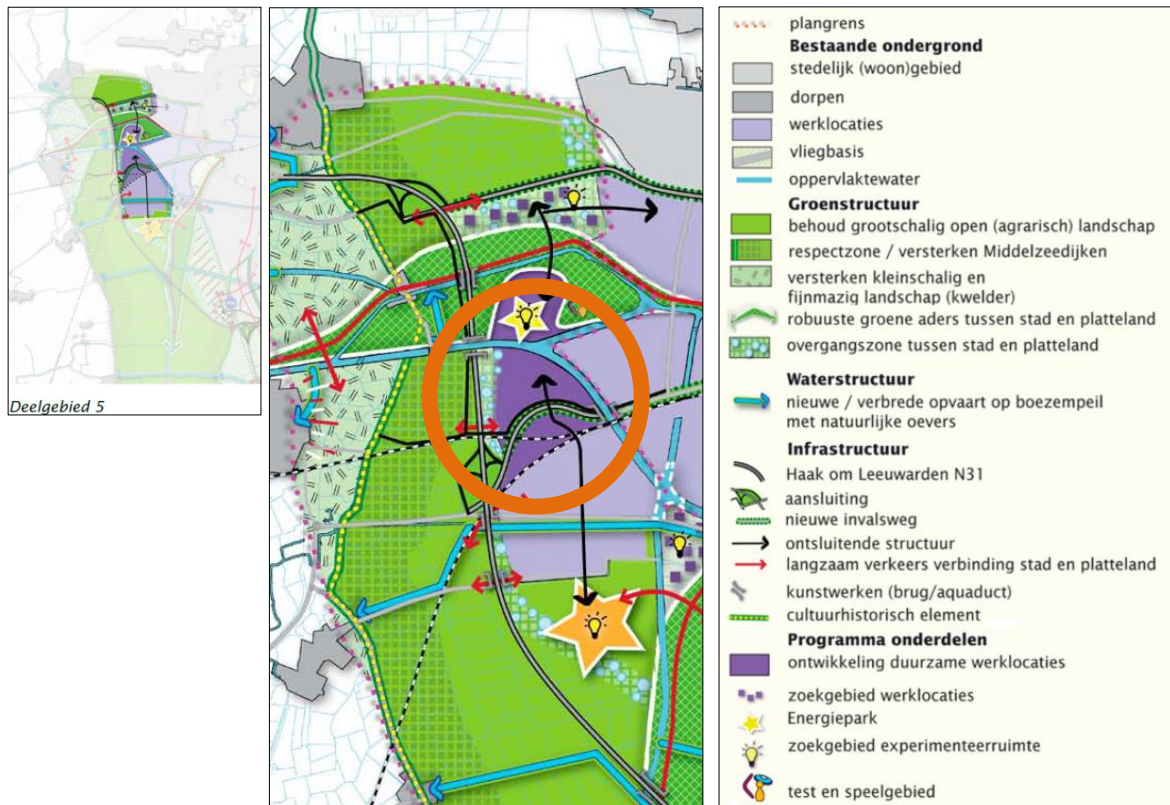 Deelgebied 5
plangrens
Bestaande ondergrond
stedelijk (woon)gebied
dorpen
werklocaties
vliegbasis
oppervlaktewater
Groenstructuur
behoud grootschalig open (agrarisch) landschap
respectzone / versterken Middelzeedijken
versterken kleinschalig en
fijnmazig landschap (kwelder)
robuuste groene aders tussen stad en platteland
overgangszone tussen stad en platteland
Waterstructuur
nieuwe / verbrede opvaart op boezempeil
met natuurlijke oevers
Infrastructuur
Haak om Leeuwarden N31
aansluiting
nieuwe invalsweg
ontsluitende structuur
langzaam verkeers verbinding stad en platteland
kunstwerken (brug/aquaduct)
cultuurhistorisch element
Programma onderdelen
ontwikkeling duurzame werklocaties
zoekgebied werklocaties
Energiepark
zoekgebied experimenteerruimte
test en speelgebied